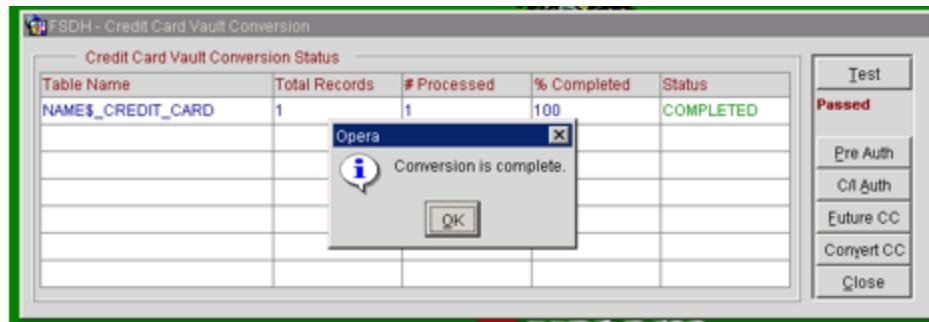 FSDH - Credit Card Vault Conversion
Credit Card Vault Conversion Status
Table Name Total Records # Processed % Completed Status
NAME$_CREDIT_CARD 1 1 100 COMPLETED
Test
Passed
Opera
Conversion is complete.
OK
Pre Auth
C/I Auth
Future CC
Convert CC
Close